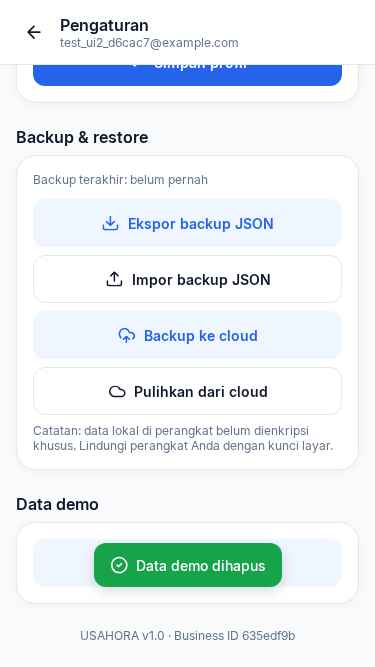 Pengaturan
test_ui2_d6cac7@example.com
Simpan profil
Backup & restore
Backup terakhir: belum pernah
Ekspor backup JSON
Impor backup JSON
Backup ke cloud
Pulihkan dari cloud
Catatan: data lokal di perangkat belum dienkripsi
khusus. Lindungi perangkat Anda dengan kunci layar.
Data demo
Data demo dihapus
USAHORA v1.0 · Business ID 635edf9b